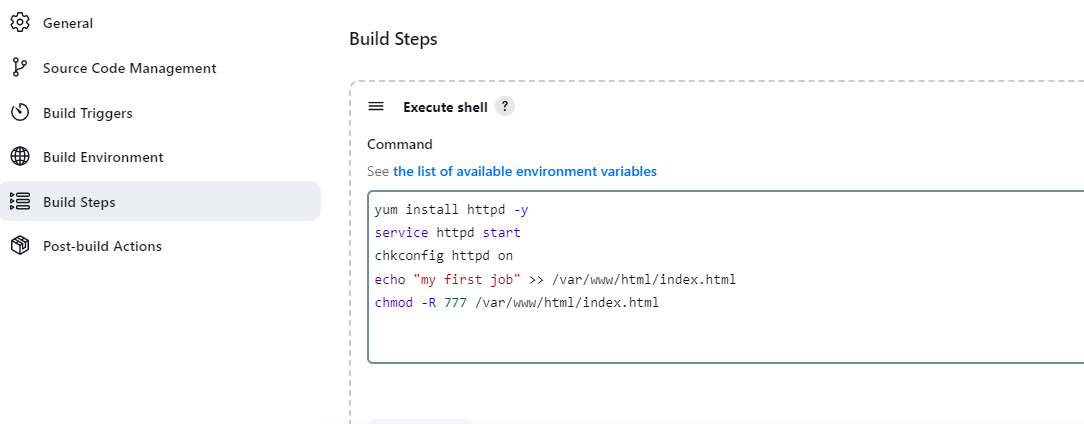 General
Source Code Management
Build Triggers
Build Environment
Build Steps
Post-build Actions
Build Steps
Execute shell ?
Command
See the list of available environment variables
yum install httpd -y
service httpd start
chkconfig httpd on
echo "my first job" >> /var/www/html/index.html
chmod -R 777 /var/www/html/index.html